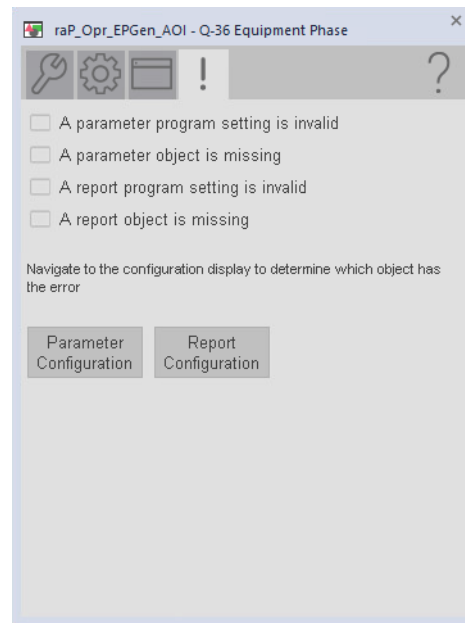 raP_Opr_EPGen_AOI - Q-36 Equipment Phase
A parameter program setting is invalid
A parameter object is missing
A report program setting is invalid
A report object is missing
Navigate to the configuration display to determine which object has
the error
Parameter
Configuration
Report
Configuration